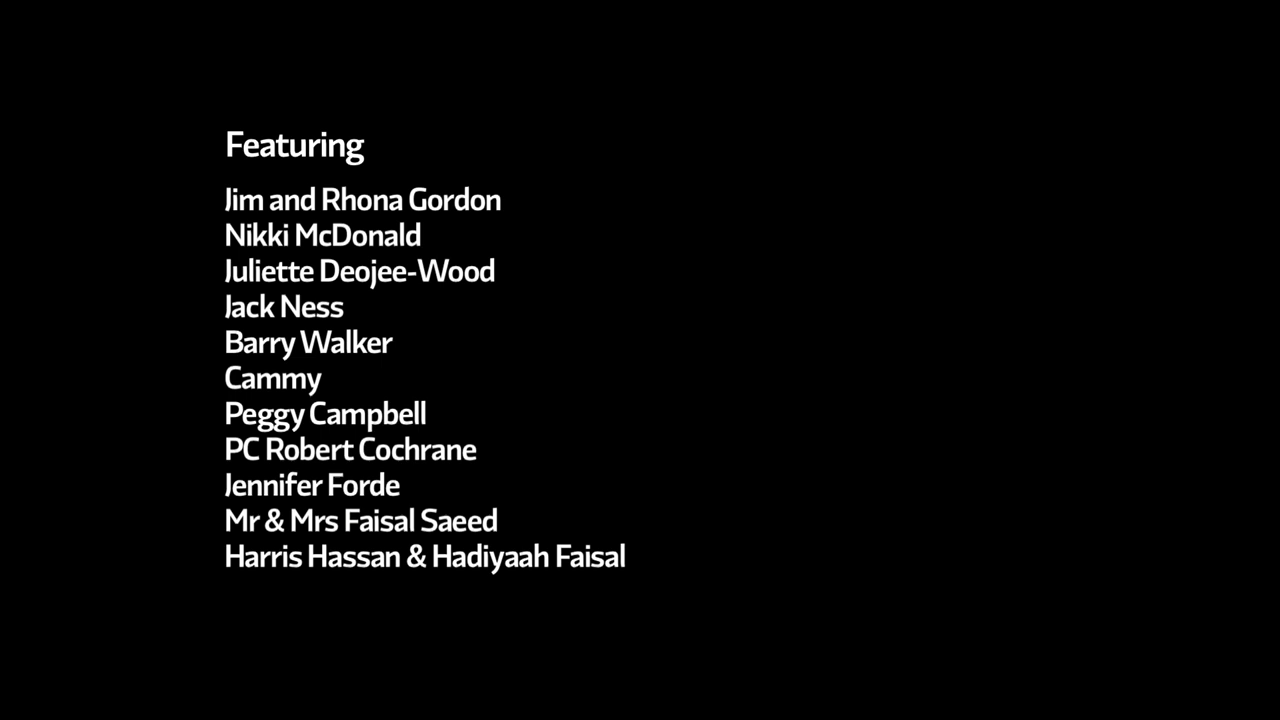 Featuring
Jim and Rhona Gordon
Nikki McDonald
Juliette Deojee-Wood
Jack Ness
Barry Walker
Cammy
Peggy Campbell
PC Robert Cochrane
Jennifer Forde
Mr & Mrs Faisal Saeed
Harris Hassan & Hadiyaah Faisal